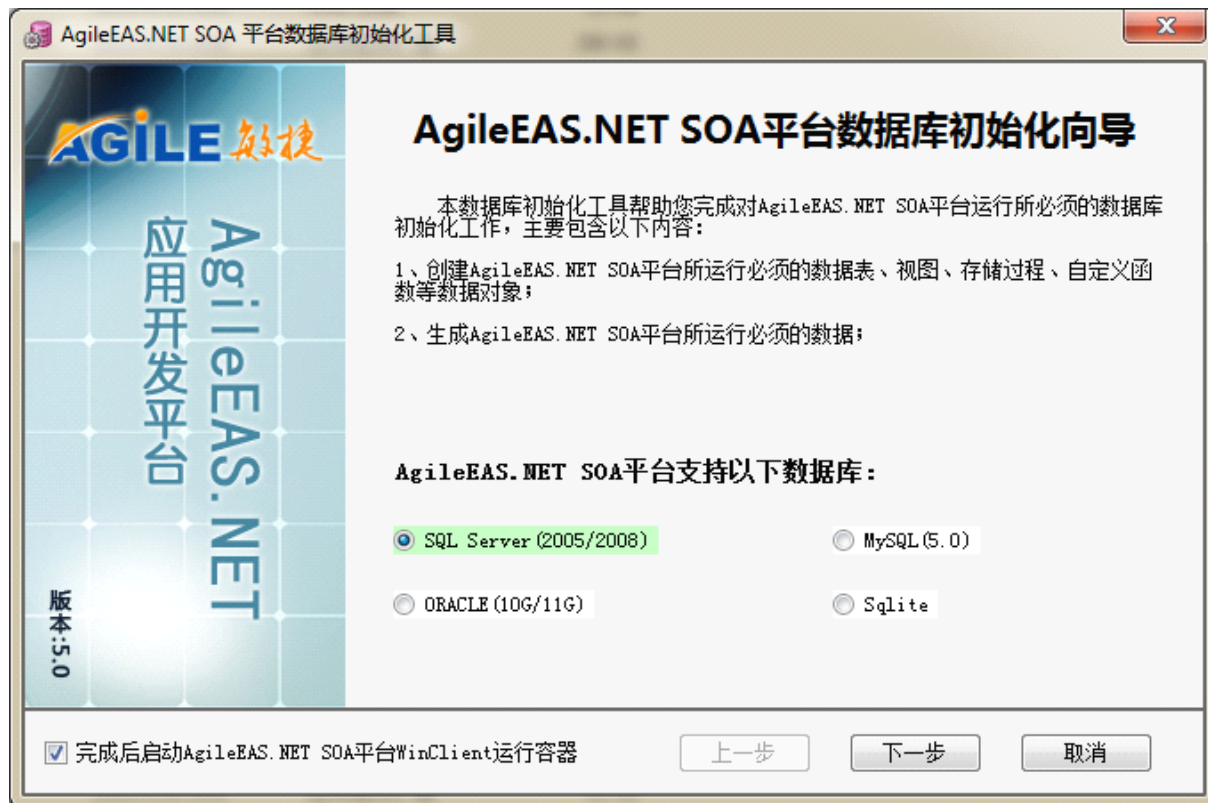 AgileEAS.NET SOA 平台数据库初始化工具
AGiLE 敏捷
AgileEAS.NET
应用开发平台
版本:5.0
AgileEAS.NET SOA平台数据库初始化向导
本数据库初始化工具帮助您完成对AgileEAS.NET SOA平台运行所必须的数据库
初始化工作，主要包含以下内容：
1、创建AgileEAS.NET SOA平台所运行必须的数据表、视图、存储过程、自定义函
数等数据对象；
2、生成AgileEAS.NET SOA平台所运行必须的数据；
AgileEAS.NET SOA平台支持以下数据库：
SQL Server(2005/2008)
MySQL(5.0)
ORACLE(10G/11G)
Sqlite
完成后启动AgileEAS.NET SOA平台WinClient运行容器
上一步
下一步
取消